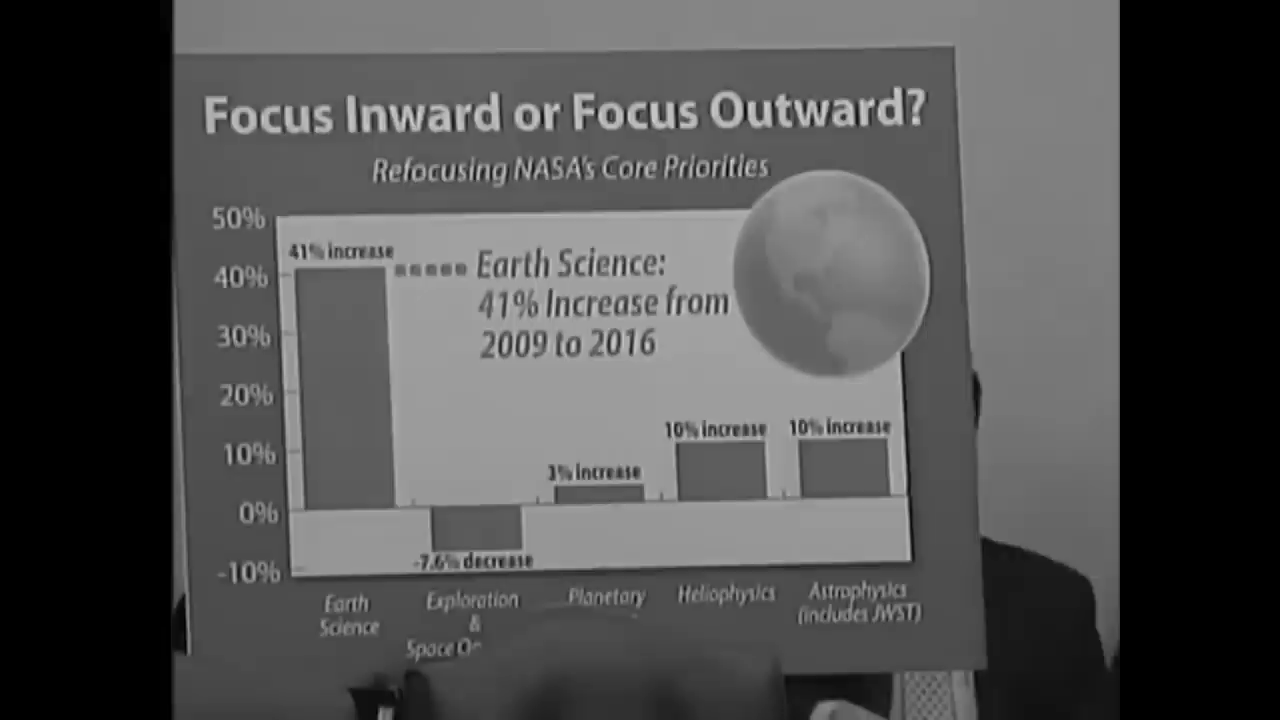 Focus Inward or Focus Outward?
Refocusing NASA's Core Priorities
50%
40%
30%
20%
10%
0%
-10%
41% increase
Earth Science:
41% Increase from
2009 to 2016
-7.6% decrease
3% increase
10% increase
10% increase
Earth
Science
Exploration
&
Space
Planetary
Heliophysics
Astrophysics
(includes JWST)